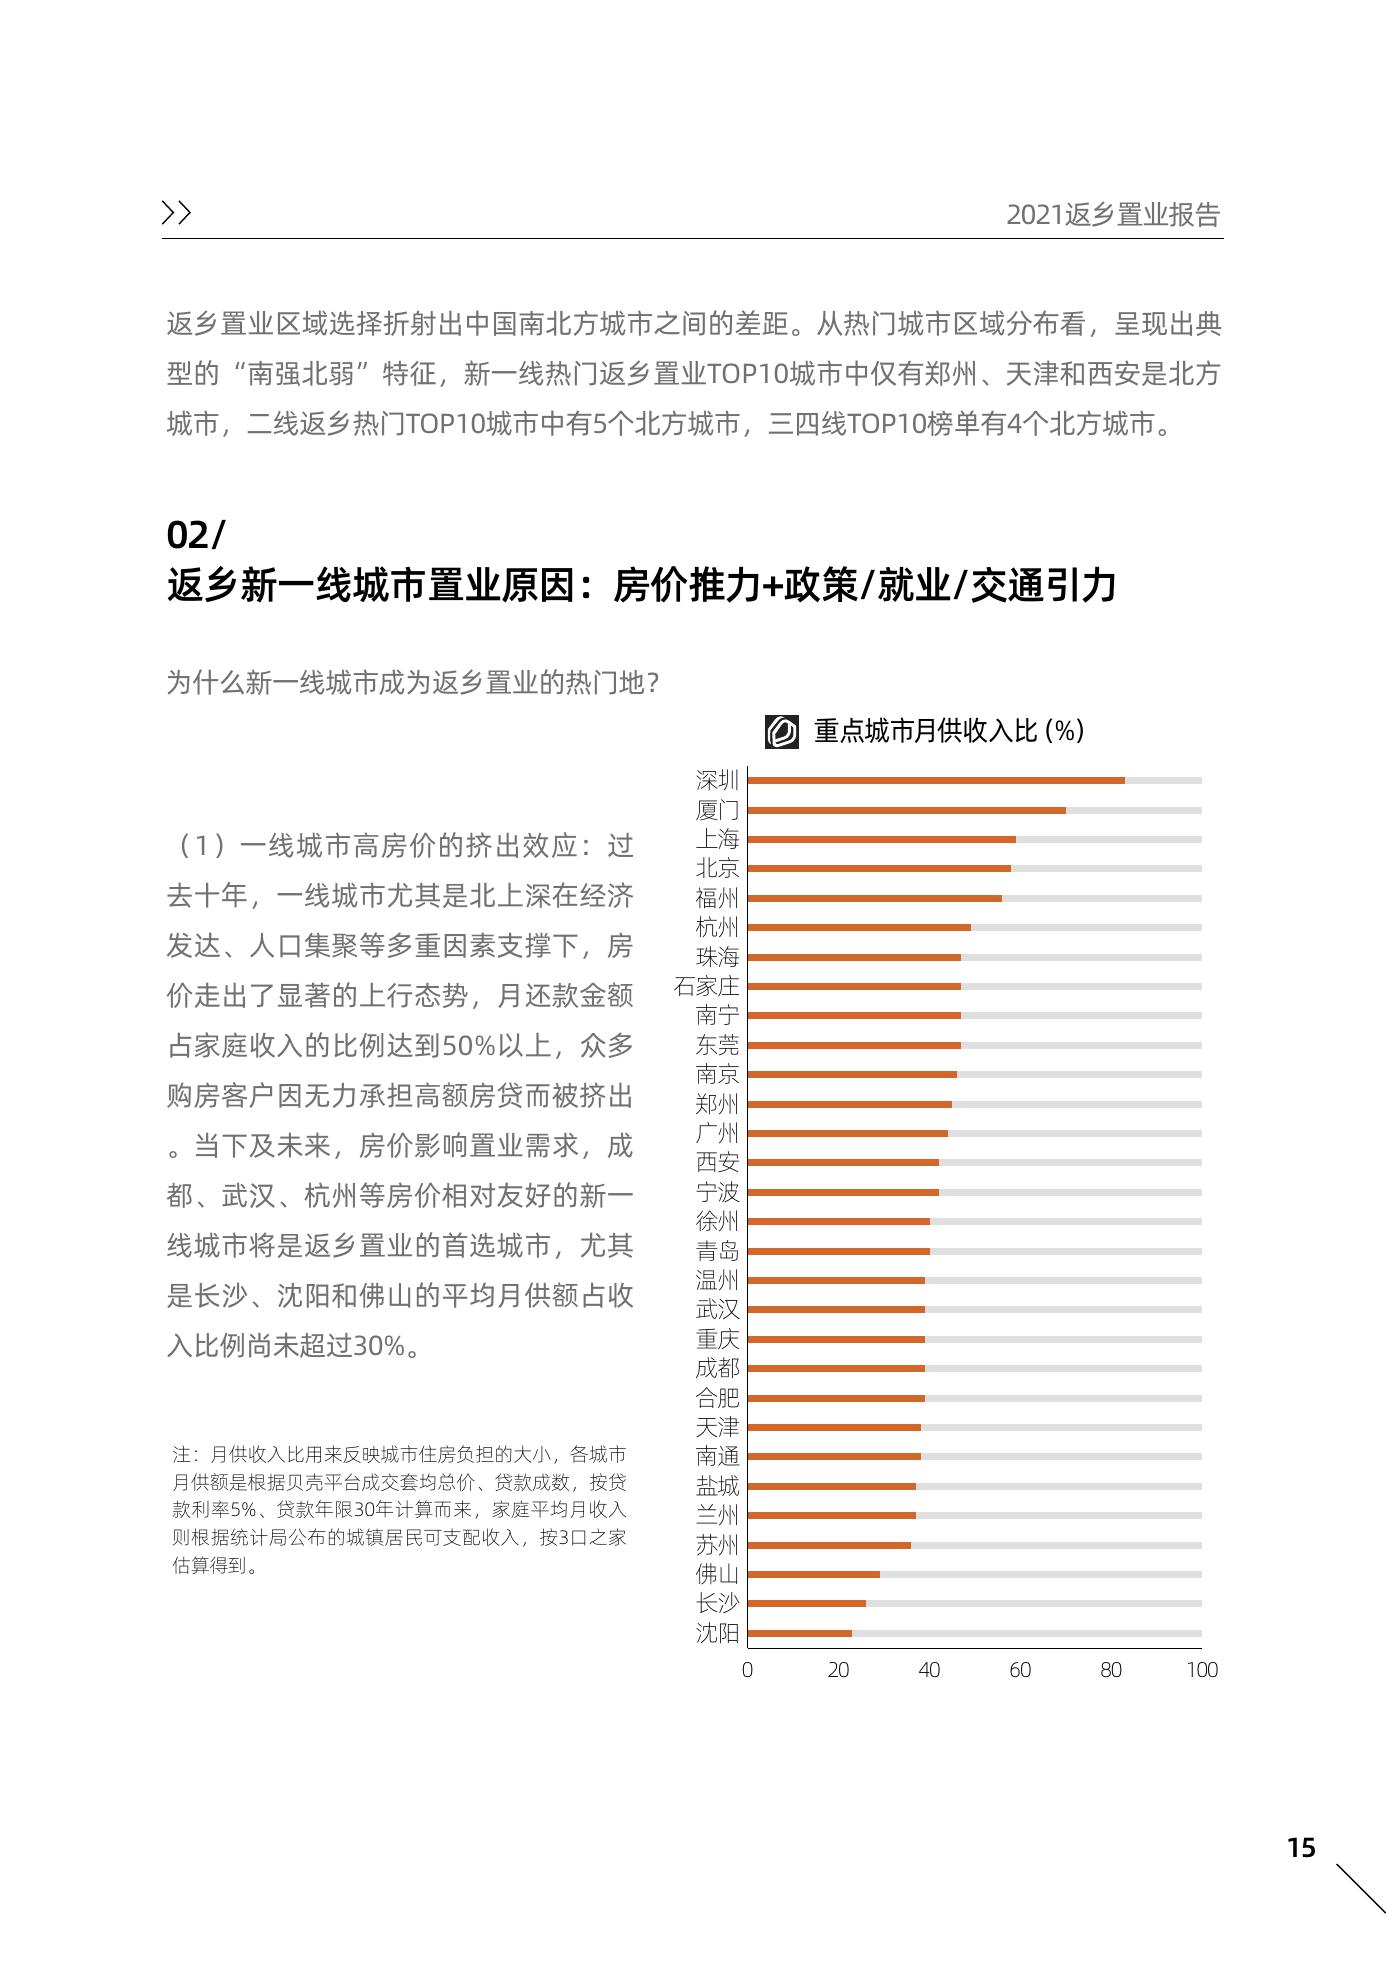 2021返乡置业报告
返乡置业区域选择折射出中国南北方城市之间的差距。从热门城市区域分布看，呈现出典
型的“南强北弱”特征，新一线热门返乡置业TOP10城市中仅有郑州、天津和西安是北方
城市，二线返乡热门TOP10城市中有5个北方城市，三四线TOP10榜单有4个北方城市。
02/
返乡新一线城市置业原因：房价推力+政策/就业/交通引力
为什么新一线城市成为返乡置业的热门地？
（1）一线城市高房价的挤出效应：过
去十年，一线城市尤其是北上深在经济
发达、人口集聚等多重因素支撑下，房
价走出了显著的上行态势，月还款金额
占家庭收入的比例达到50%以上，众多
购房客户因无力承担高额房贷而被挤出
。当下及未来，房价影响置业需求，成
都、武汉、杭州等房价相对友好的新一
线城市将是返乡置业的首选城市，尤其
是长沙、沈阳和佛山的平均月供额占收
入比例尚未超过30%。
注：月供收入比用来反映城市住房负担的大小，各城市
月供额是根据贝壳平台成交套均总价、贷款成数，按贷
款利率5%、贷款年限30年计算而来，家庭平均月收入
则根据统计局公布的城镇居民可支配收入，按3口之家
估算得到。
重点城市月供收入比 (%)
深圳
厦门
上海
北京
福州
杭州
珠海
石家庄
南宁
东莞
南京
郑州
广州
西安
宁波
徐州
青岛
温州
武汉
重庆
成都
合肥
天津
南通
盐城
兰州
苏州
佛山
长沙
沈阳
0 20 40 60 80 100
15